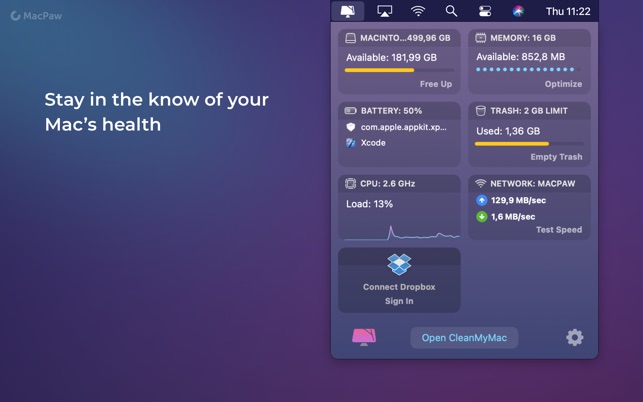 MacPaw
Thu 11:22
Stay in the know of your
Mac's health
MACINTO...499,96 GB
Available: 181,99 GB
Free Up
MEMORY: 16 GB
Available: 852,8 MB
Optimize
BATTERY: 50%
com.apple.appkit.xp...
Xcode
TRASH: 2 GB LIMIT
Used: 1,36 GB
Empty Trash
CPU: 2.6 GHz
Load: 13%
NETWORK: MACPAW
129,9 MB/sec
1,6 MB/sec
Test Speed
Connect Dropbox
Sign In
Open CleanMyMac